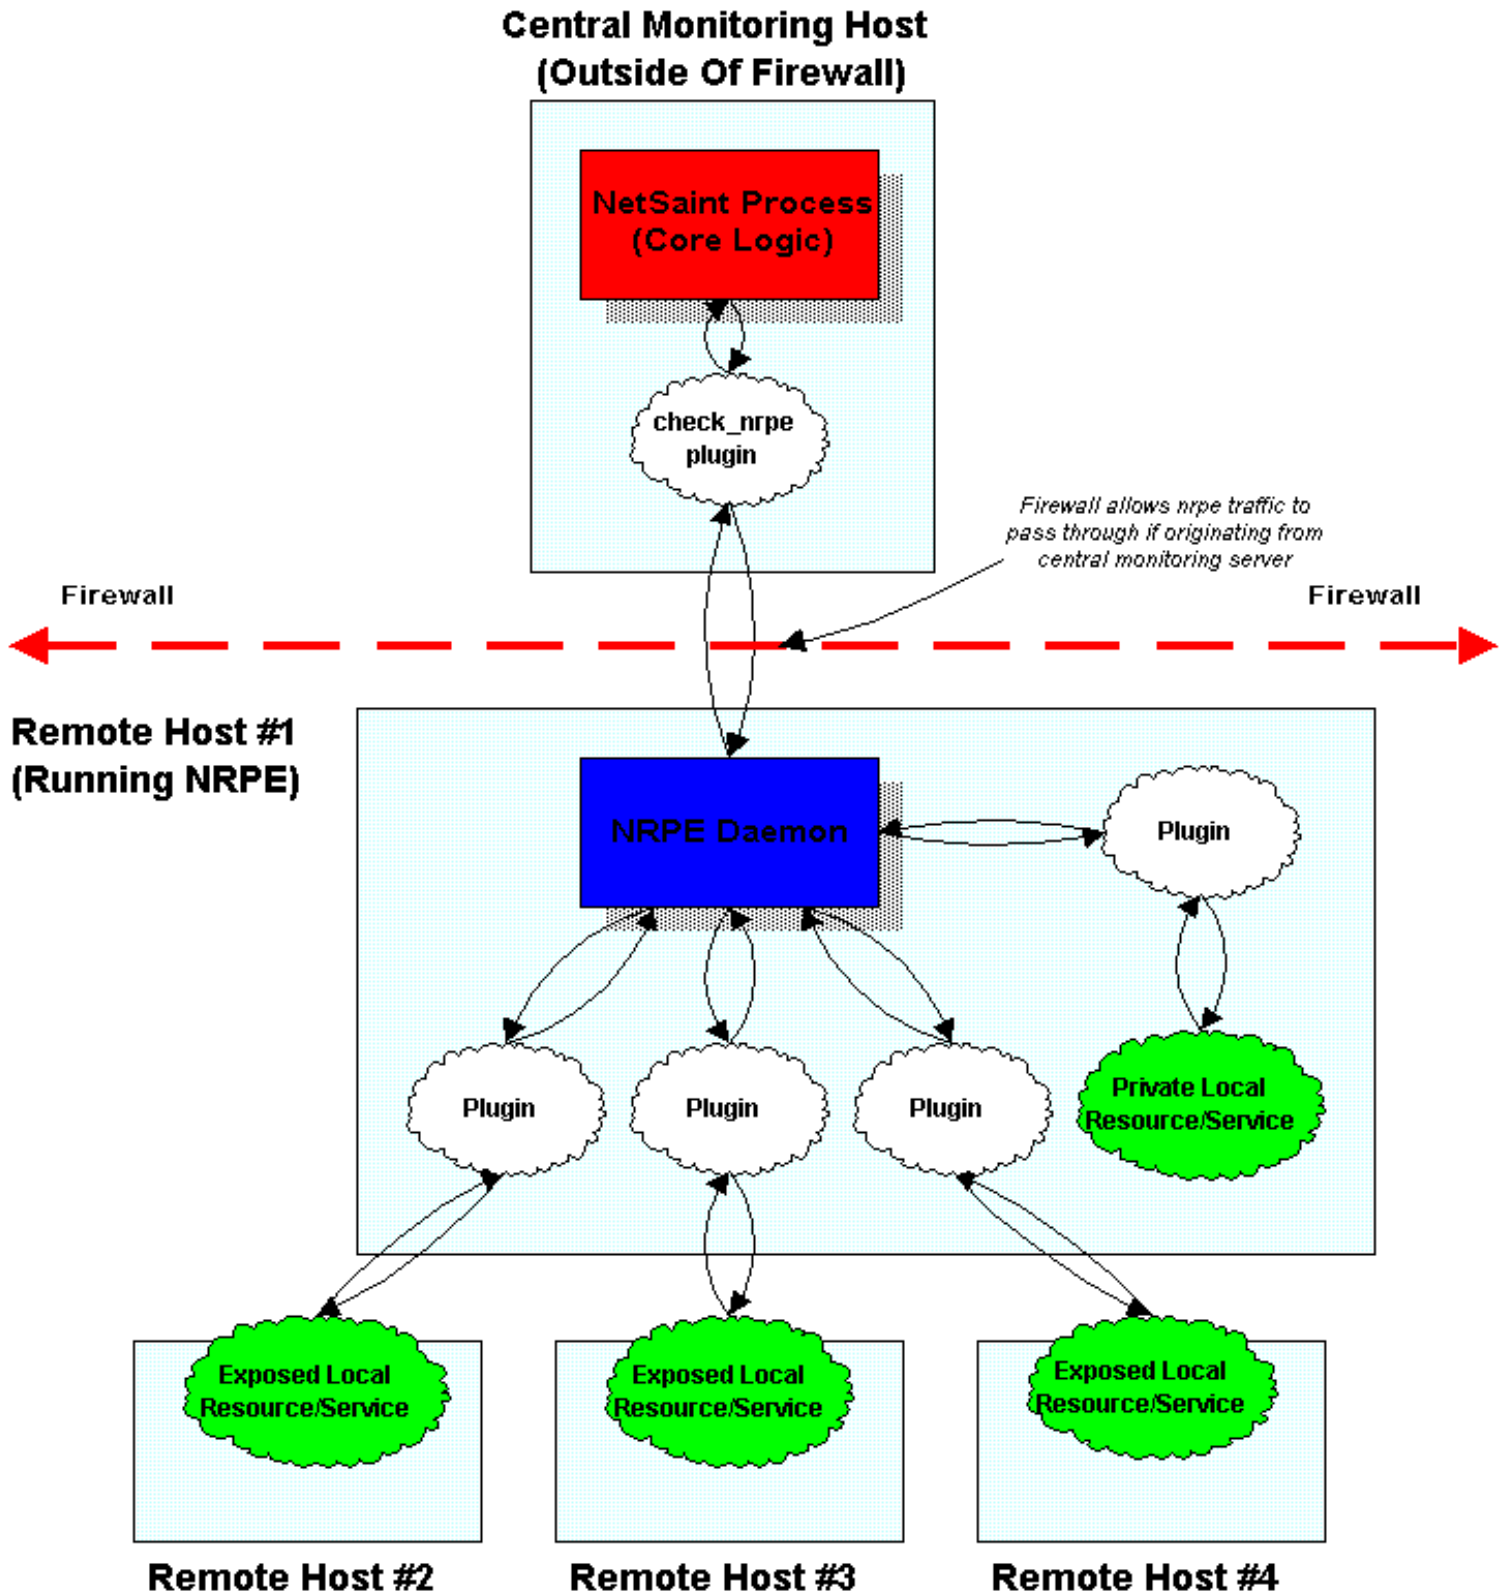 Central Monitoring Host
(Outside Of Firewall)
NetSaint Process
(Core Logic)
check_nrpe
plugin
Firewall allows nrpe traffic to
pass through if originating from
central monitoring server
Firewall
Firewall
Remote Host #1
(Running NRPE)
NRPE Daemon
Plugin
Plugin
Plugin
Plugin
Private Local
Resource/Service
Exposed Local
Resource/Service
Exposed Local
Resource/Service
Exposed Local
Resource/Service
Remote Host #2
Remote Host #3
Remote Host #4